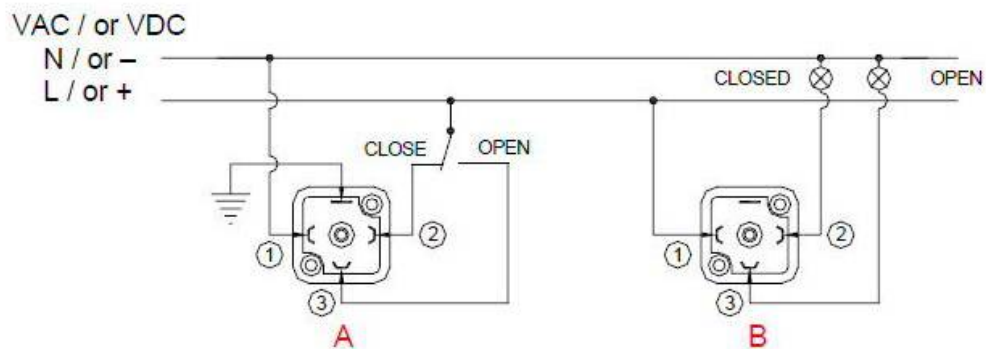 VAC / or VDC
N / or –
L / or +
CLOSED OPEN
CLOSE OPEN
1 2 1 2
3 3
A B